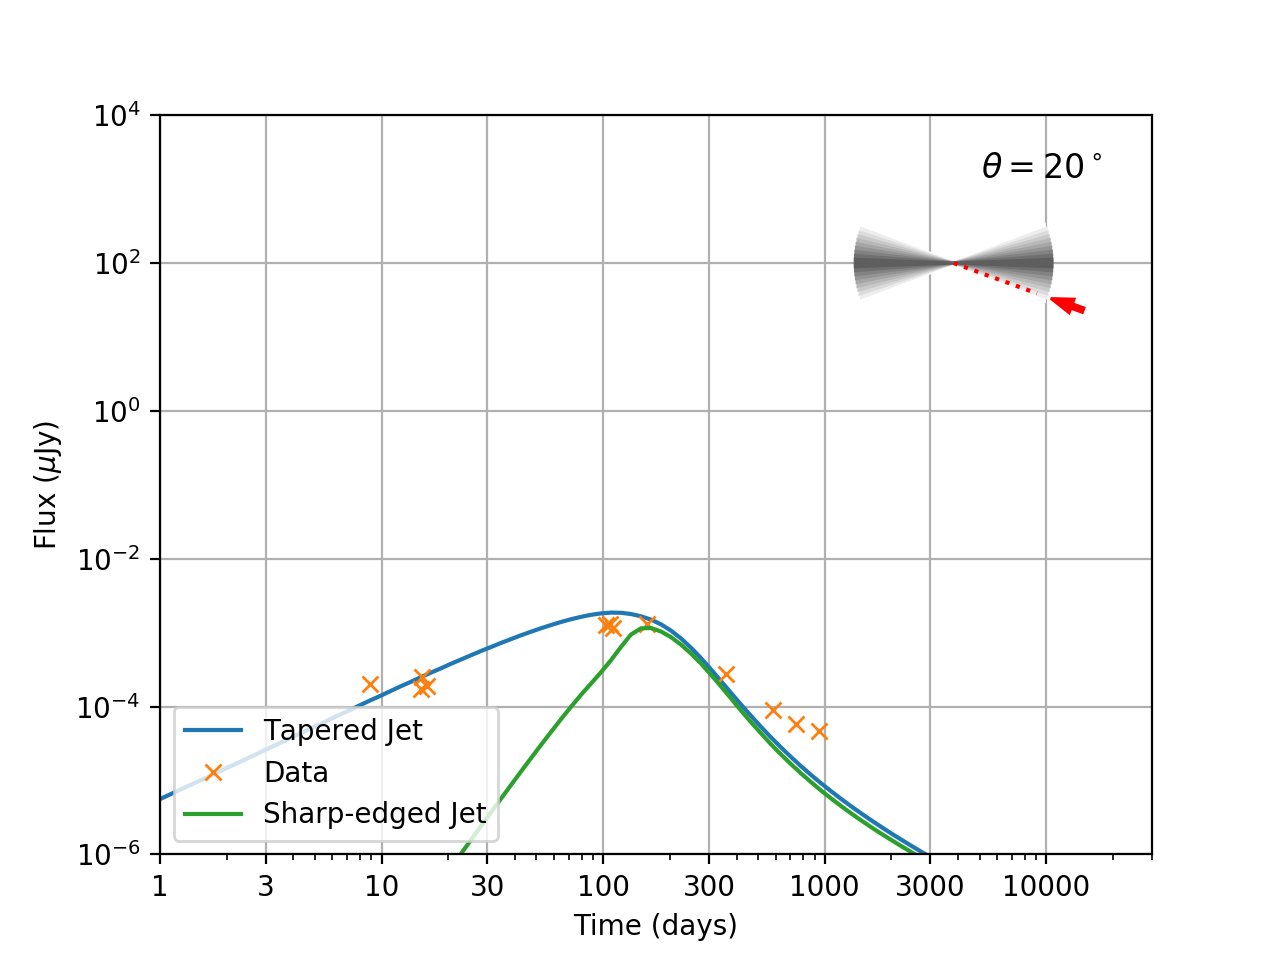 10⁴
10²
10⁰
10⁻²
10⁻⁴
10⁻⁶
Flux (μJy)
θ = 20°
Tapered Jet
Data
Sharp-edged Jet
1 3 10 30 100 300 1000 3000 10000
Time (days)